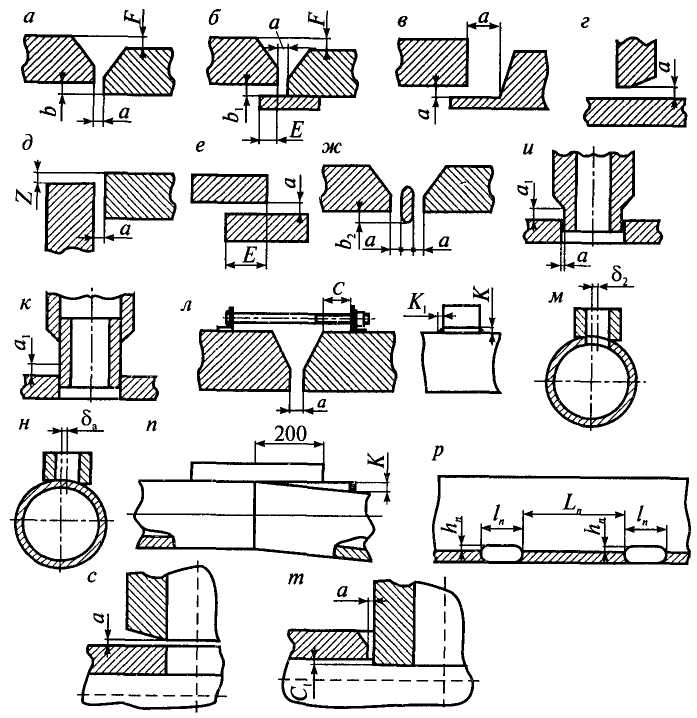 а
F
b
a
б
a
F
b₁
E
в
a
a
г
a
д
Z
a
е
a
E
ж
b₂
a
a
и
a₁
a
к
a₁
л
C
a
K₁
K
м
δ₂
н
δₐ
п
200
K
р
hₙ
lₙ
Lₙ
hₙ
lₙ
с
a
т
a
C₁